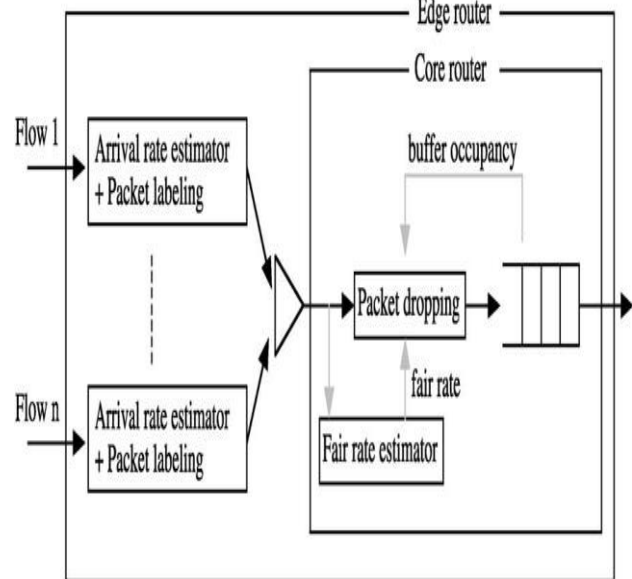 Edge router
Core router
Flow 1
Arrival rate estimator
+ Packet labeling
buffer occupancy
Packet dropping
fair rate
Flow n
Arrival rate estimator
+ Packet labeling
Fair rate estimator